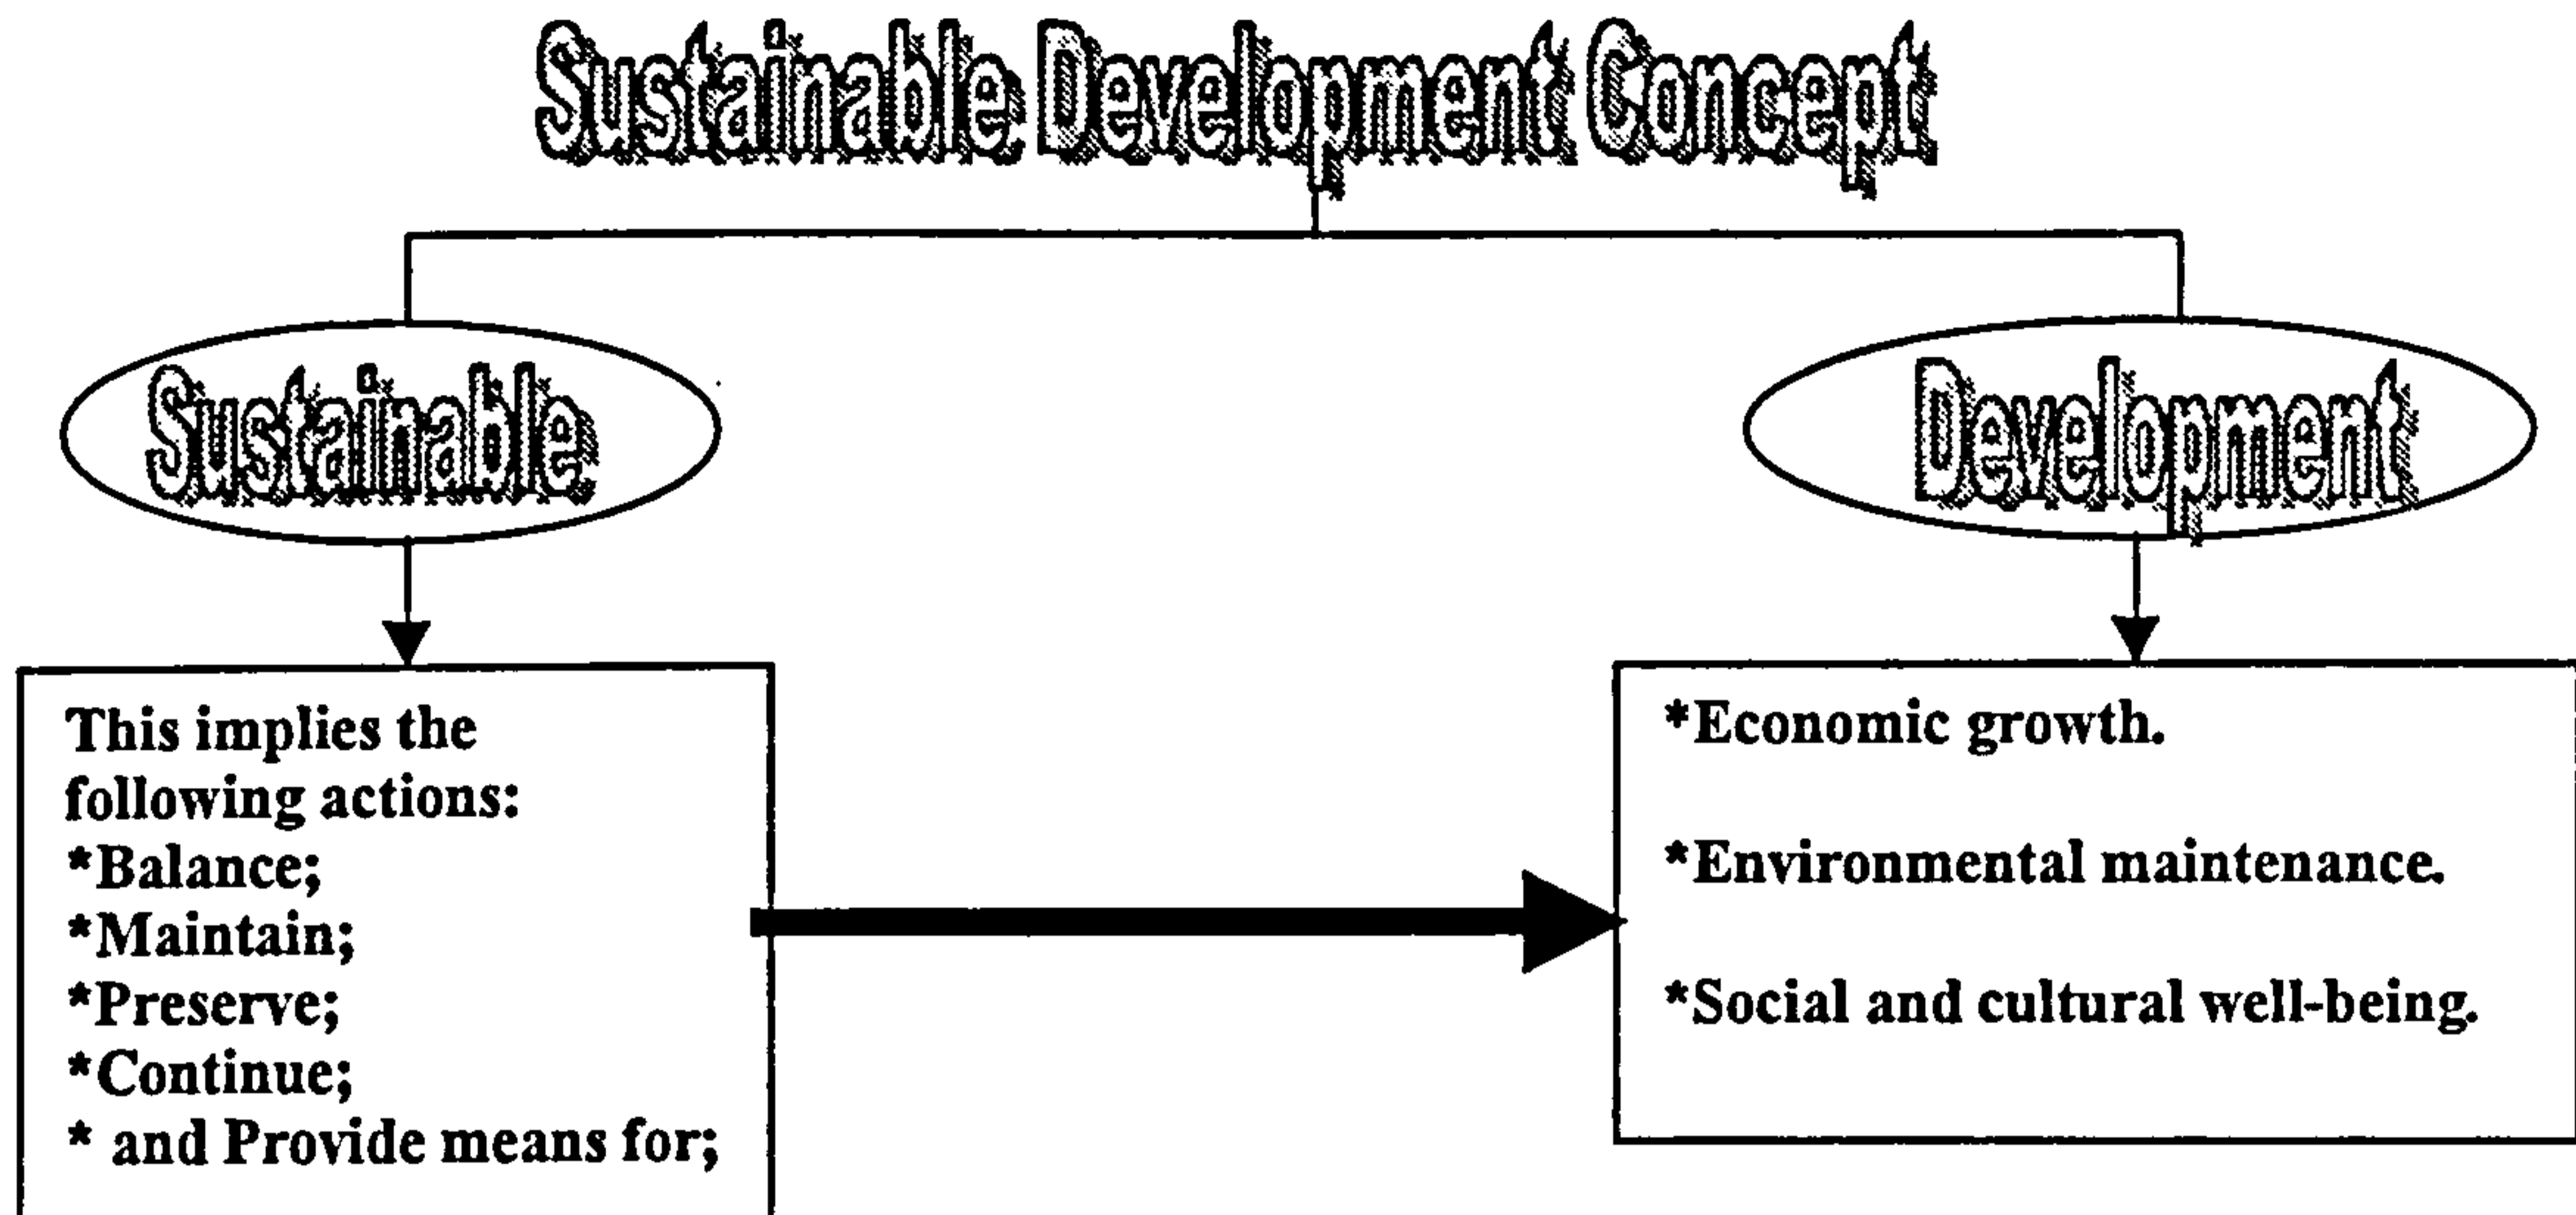 Sustainable Development Concept
Sustainable
Development
This implies the
following actions:
*Balance;
*Maintain;
*Preserve;
*Continue;
* and Provide means for;
*Economic growth.
*Environmental maintenance.
*Social and cultural well-being.